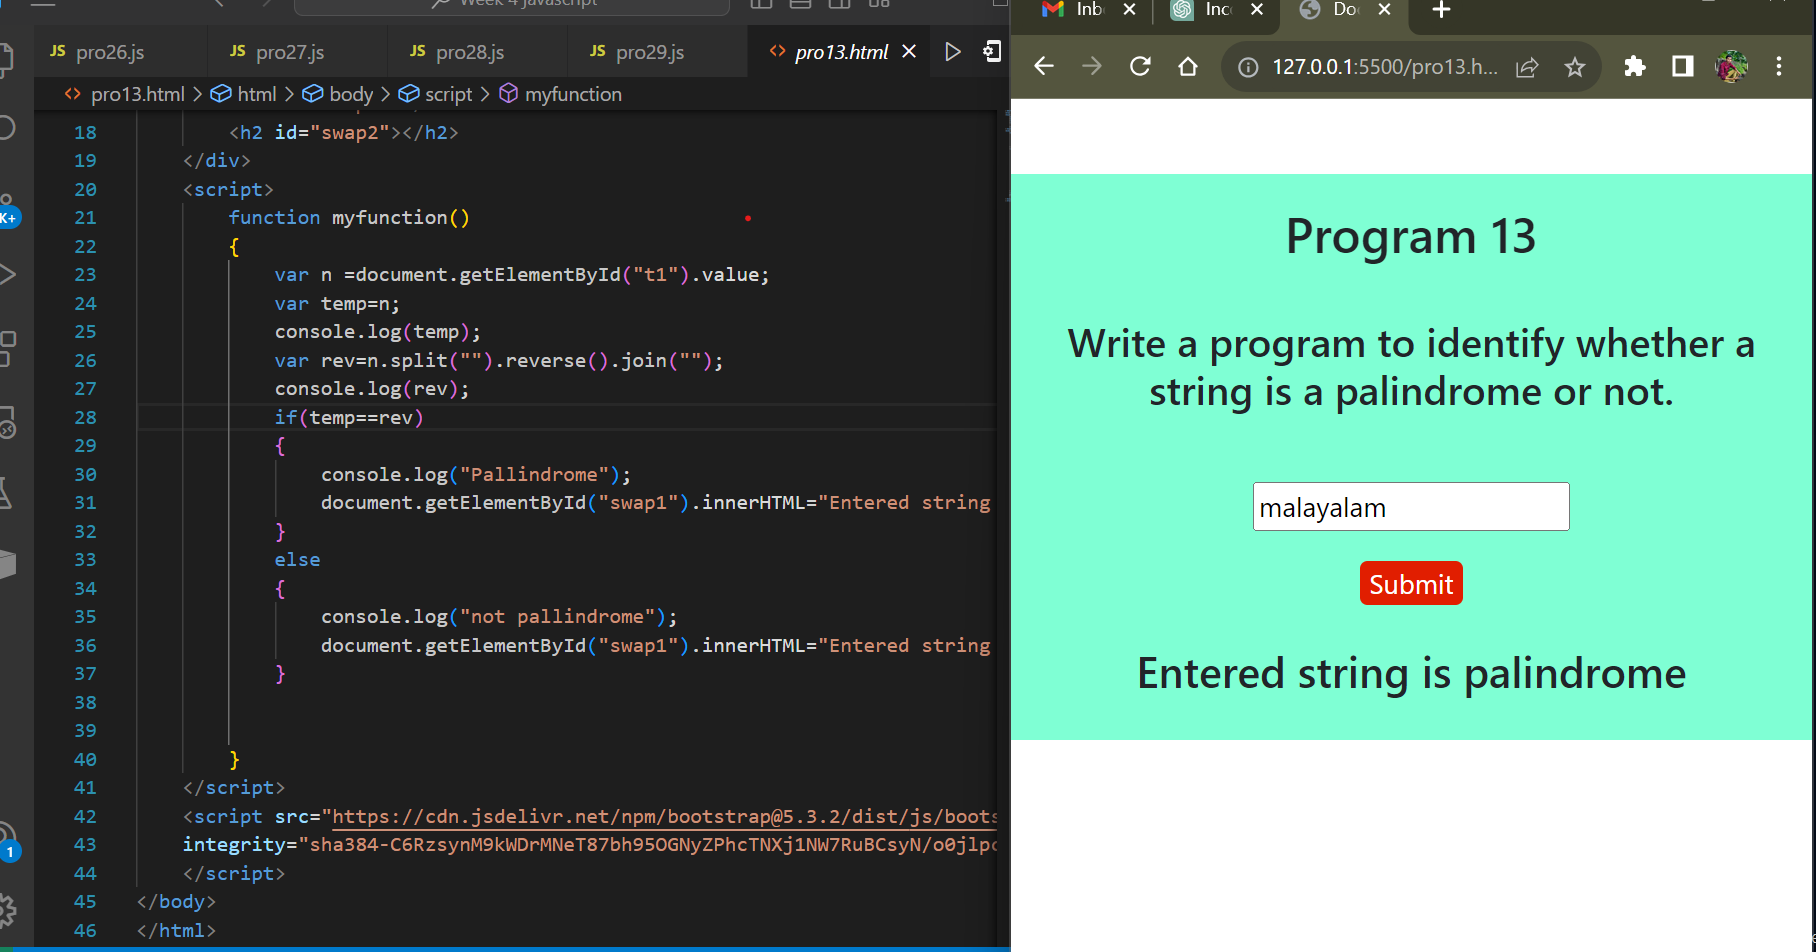 Week 4 Javascript
JS pro26.js
JS pro27.js
JS pro28.js
JS pro29.js
<> pro13.html
<> pro13.html > html > body > script > myfunction
18 <h2 id="swap2"></h2>
19 </div>
20 <script>
21 function myfunction()
22 {
23 var n =document.getElementById("t1").value;
24 var temp=n;
25 console.log(temp);
26 var rev=n.split("").reverse().join("");
27 console.log(rev);
28 if(temp==rev)
29 {
30 console.log("Pallindrome");
31 document.getElementById("swap1").innerHTML="Entered string
32 }
33 else
34 {
35 console.log("not pallindrome");
36 document.getElementById("swap1").innerHTML="Entered string
37 }
38
39
40 }
41 </script>
42 <script src="https://cdn.jsdelivr.net/npm/bootstrap@5.3.2/dist/js/boots
43 integrity="sha384-C6RzsynM9kWDrMNeT87bh95OGNyZPhcTNXj1NW7RuBCsyN/o0jlpc
44 </script>
45 </body>
46 </html>
K+
1
Inb
Inc
Do
127.0.0.1:5500/pro13.h...
Program 13
Write a program to identify whether a
string is a palindrome or not.
malayalam
Submit
Entered string is palindrome